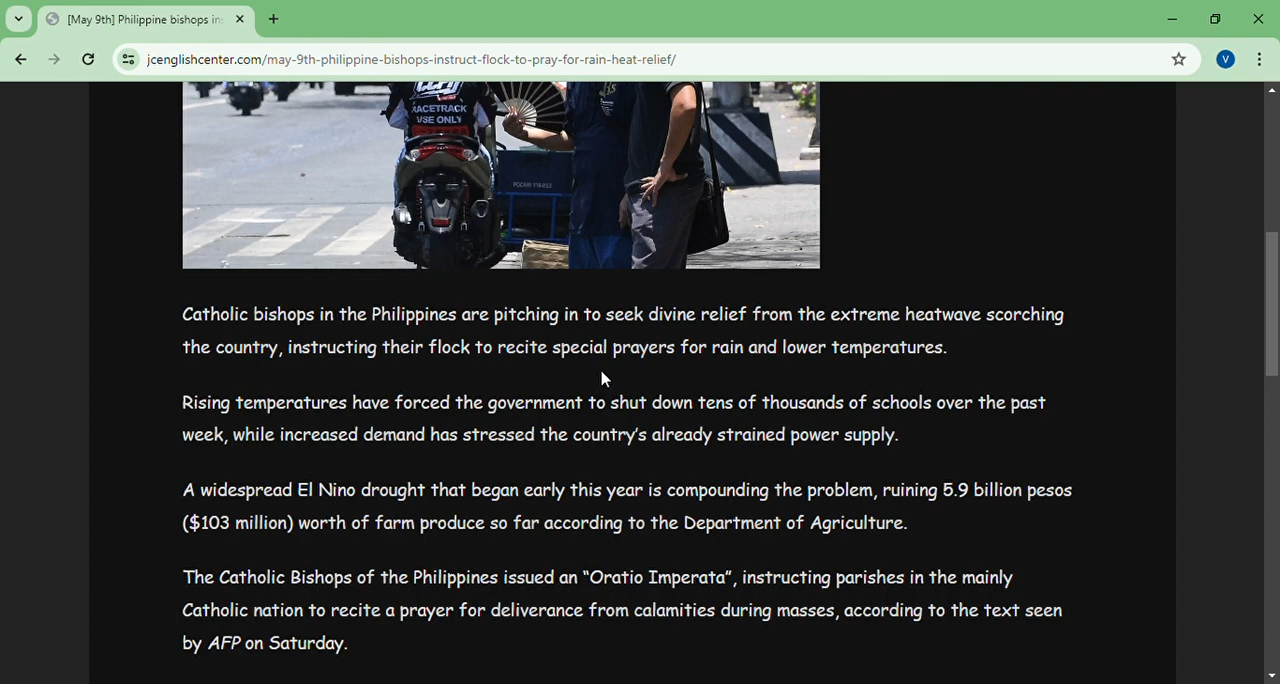 [May 9th] Philippine bishops in
jcenglishcenter.com/may-9th-philippine-bishops-instruct-flock-to-pray-for-rain-heat-relief/
V
RACETRACK
USE ONLY
Catholic bishops in the Philippines are pitching in to seek divine relief from the extreme heatwave scorching
the country, instructing their flock to recite special prayers for rain and lower temperatures.
Rising temperatures have forced the government to shut down tens of thousands of schools over the past
week, while increased demand has stressed the country's already strained power supply.
A widespread El Nino drought that began early this year is compounding the problem, ruining 5.9 billion pesos
($103 million) worth of farm produce so far according to the Department of Agriculture.
The Catholic Bishops of the Philippines issued an “Oratio Imperata”, instructing parishes in the mainly
Catholic nation to recite a prayer for deliverance from calamities during masses, according to the text seen
by AFP on Saturday.